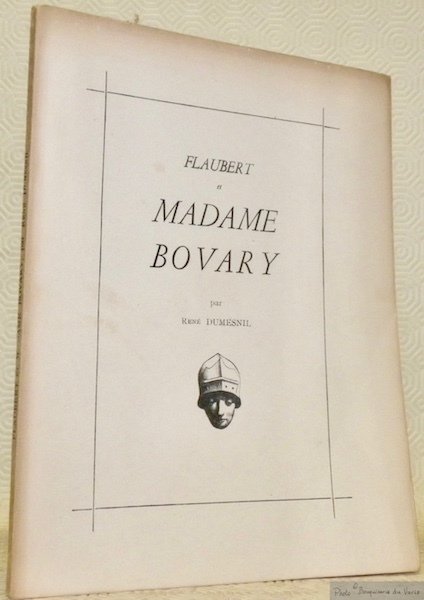 FLAUBERT
et
MADAME
BOVARY
par
RENÉ DUMESNIL
Photo © Bouquinerie du Varis